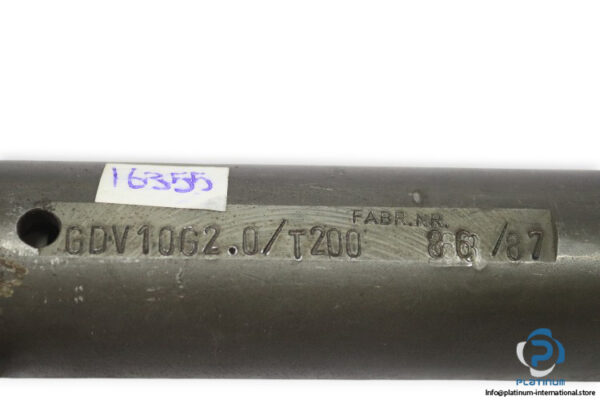 16355
FABR.NR.
GDV10G2.0/T200 86/87
PLATINUM
Info@platinum-international.store